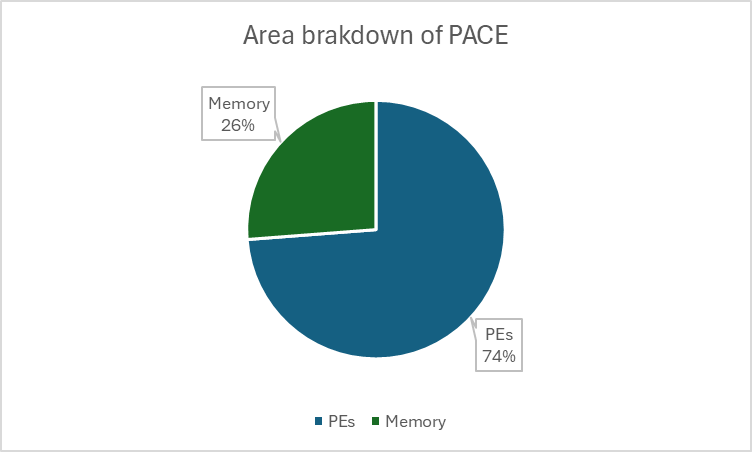 Area brakdown of PACE
Memory
26%
PEs
74%
PEs
Memory